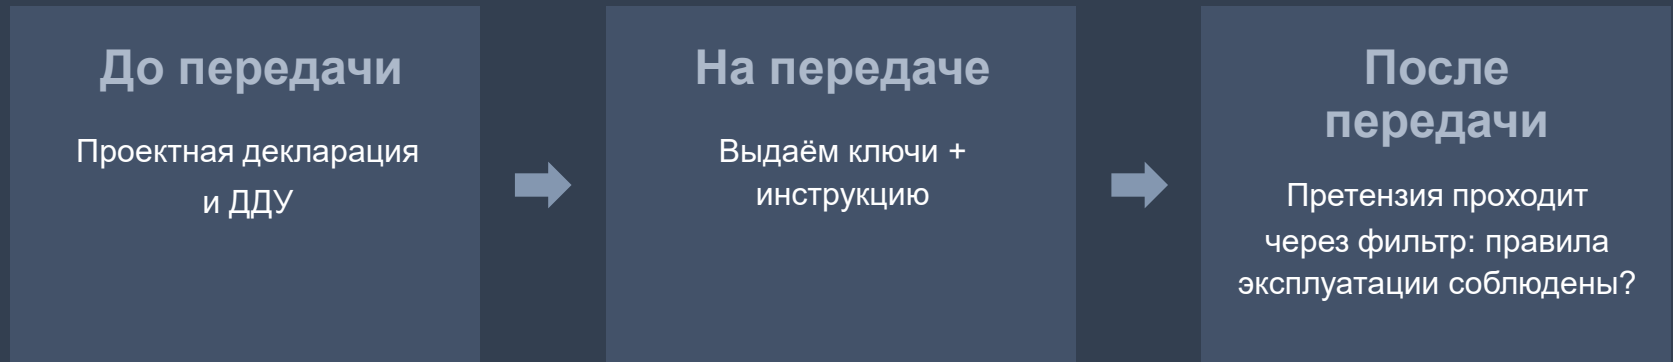 До передачи
Проектная декларация
и ДДУ
На передаче
Выдаём ключи +
инструкцию
После
передачи
Претензия проходит
через фильтр: правила
эксплуатации соблюдены?